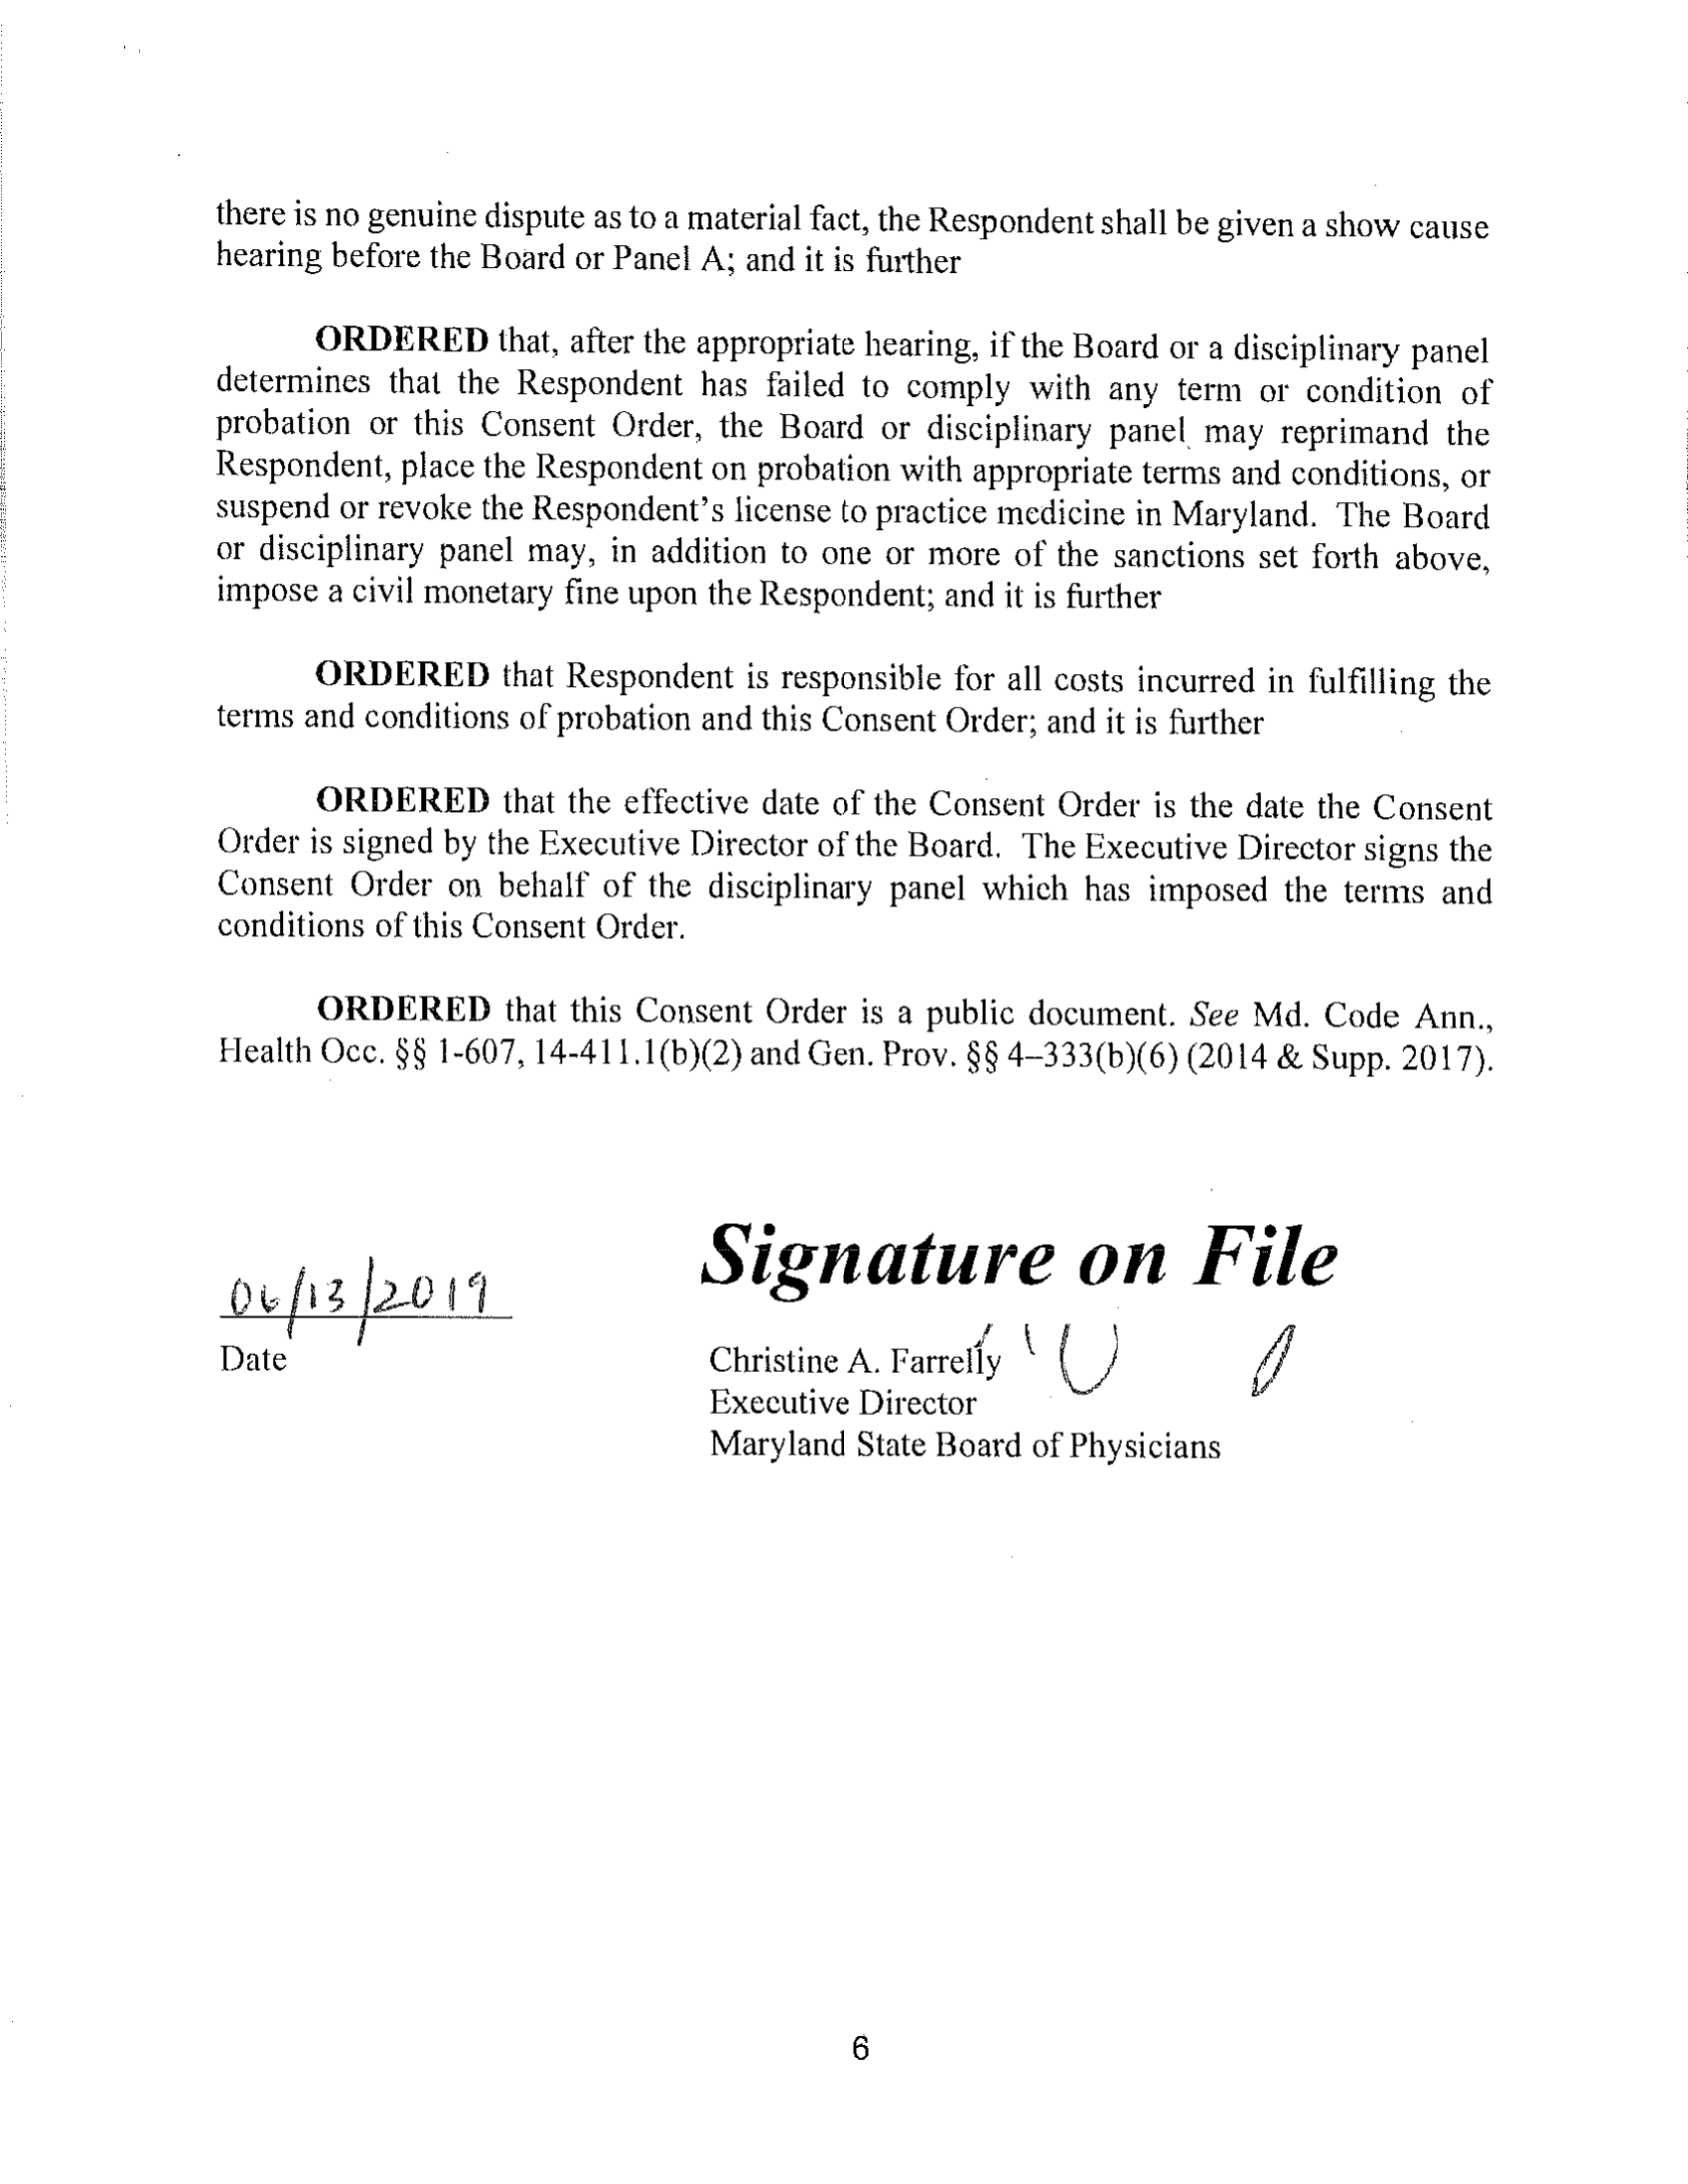 there is no genuine dispute as to a material fact, the Respondent shall be given a show cause
hearing before the Board or Panel A; and it is further
ORDERED that, after the appropriate hearing, if the Board or a disciplinary panel
determines that the Respondent has failed to comply with any term or condition of
probation or this Consent Order, the Board or disciplinary panel may reprimand the
Respondent, place the Respondent on probation with appropriate terms and conditions, or
suspend or revoke the Respondent's license to practice medicine in Maryland. The Board
or disciplinary panel may, in addition to one or more of the sanctions set forth above,
impose a civil monetary fine upon the Respondent; and it is further
ORDERED that Respondent is responsible for all costs incurred in fulfilling the
terms and conditions of probation and this Consent Order; and it is further
ORDERED that the effective date of the Consent Order is the date the Consent
Order is signed by the Executive Director of the Board. The Executive Director signs the
Consent Order on behalf of the disciplinary panel which has imposed the terms and
conditions of this Consent Order.
ORDERED that this Consent Order is a public document. See Md. Code Ann.,
Health Occ. §§ 1-607, 14-411.1(b)(2) and Gen. Prov. §§ 4–333(b)(6) (2014 & Supp. 2017).
Signature on File
06/13/2019
Date
Christine A. Farrelly
Executive Director
Maryland State Board of Physicians
6